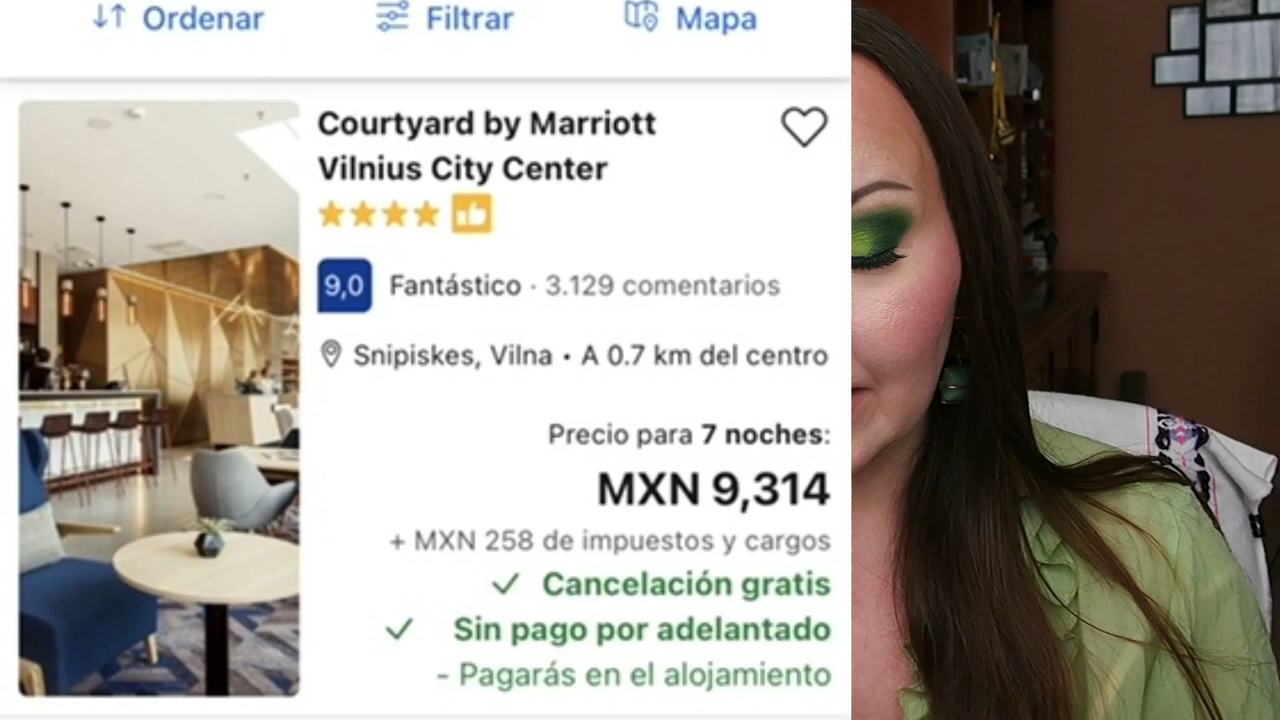 Ordenar Filtrar Mapa
Courtyard by Marriott
Vilnius City Center
9,0 Fantástico · 3.129 comentarios
Snipiskes, Vilna • A 0.7 km del centro
Precio para 7 noches:
MXN 9,314
+ MXN 258 de impuestos y cargos
Cancelación gratis
Sin pago por adelantado
- Pagarás en el alojamiento